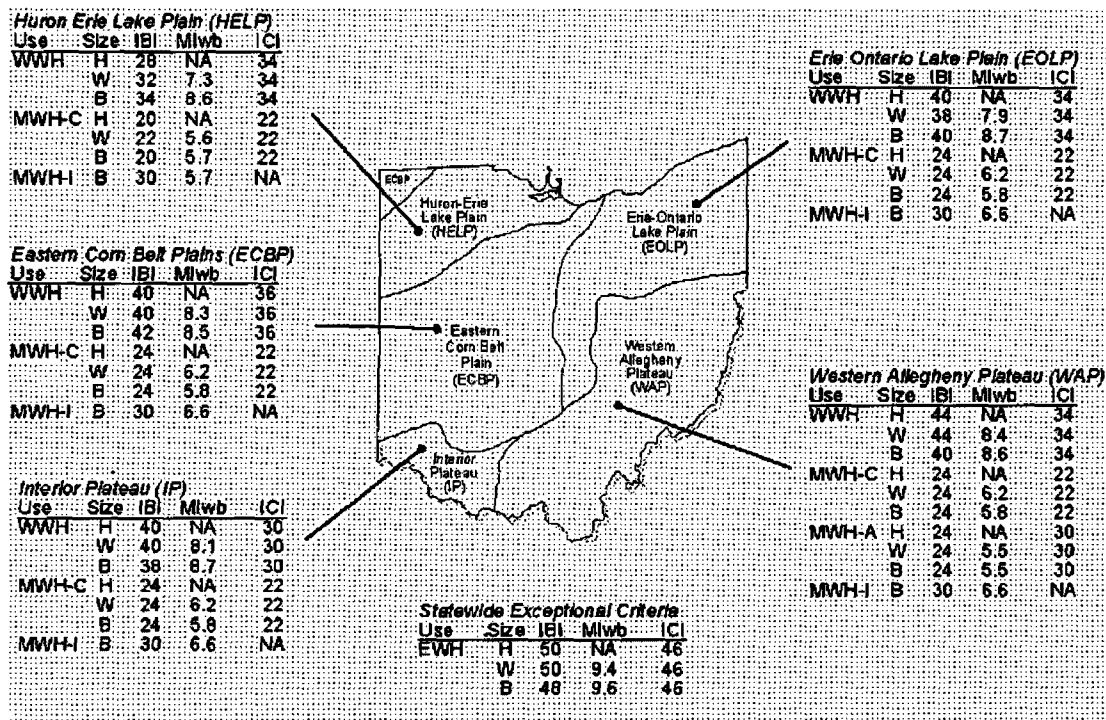 Huron Erie Lake Plain (HELP)
Use Size IBI MIwb ICI
WWH H 28 NA 34
W 32 7.3 34
B 34 8.6 34
MWH-C H 20 NA 22
W 22 5.6 22
B 20 5.7 22
MWH-I B 30 5.7 NA
Eastern Corn Belt Plains (ECBP)
Use Size IBI MIwb ICI
WWH H 40 NA 36
W 40 8.3 36
B 42 8.5 36
MWH-C H 24 NA 22
W 24 6.2 22
B 24 5.8 22
MWH-I B 30 6.6 NA
Interior Plateau (IP)
Use Size IBI MIwb ICI
WWH H 40 NA 30
W 40 8.1 30
B 38 8.7 30
MWH-C H 24 NA 22
W 24 6.2 22
B 24 5.8 22
MWH-I B 30 6.6 NA
ECBP
Huron-Erie
Lake Plain
(HELP)
Erie-Ontario
Lake Plain
(EOLP)
Eastern
Corn Belt
Plain
(ECBP)
Western
Allegheny
Plateau
(WAP)
Interior
Plateau
(IP)
Statewide Exceptional Criteria
Use Size IBI MIwb ICI
EWH H 50 NA 46
W 50 9.4 46
B 48 9.6 46
Erie Ontario Lake Plain (EOLP)
Use Size IBI MIwb ICI
WWH H 40 NA 34
W 38 7.9 34
B 40 8.7 34
MWH-C H 24 NA 22
W 24 6.2 22
B 24 5.8 22
MWH-I B 30 6.6 NA
Western Allegheny Plateau (WAP)
Use Size IBI MIwb ICI
WWH H 44 NA 34
W 44 8.4 34
B 40 8.6 34
MWH-C H 24 NA 22
W 24 6.2 22
B 24 5.8 22
MWH-A H 24 NA 30
W 24 5.5 30
B 24 5.5 30
MWH-I B 30 6.6 NA